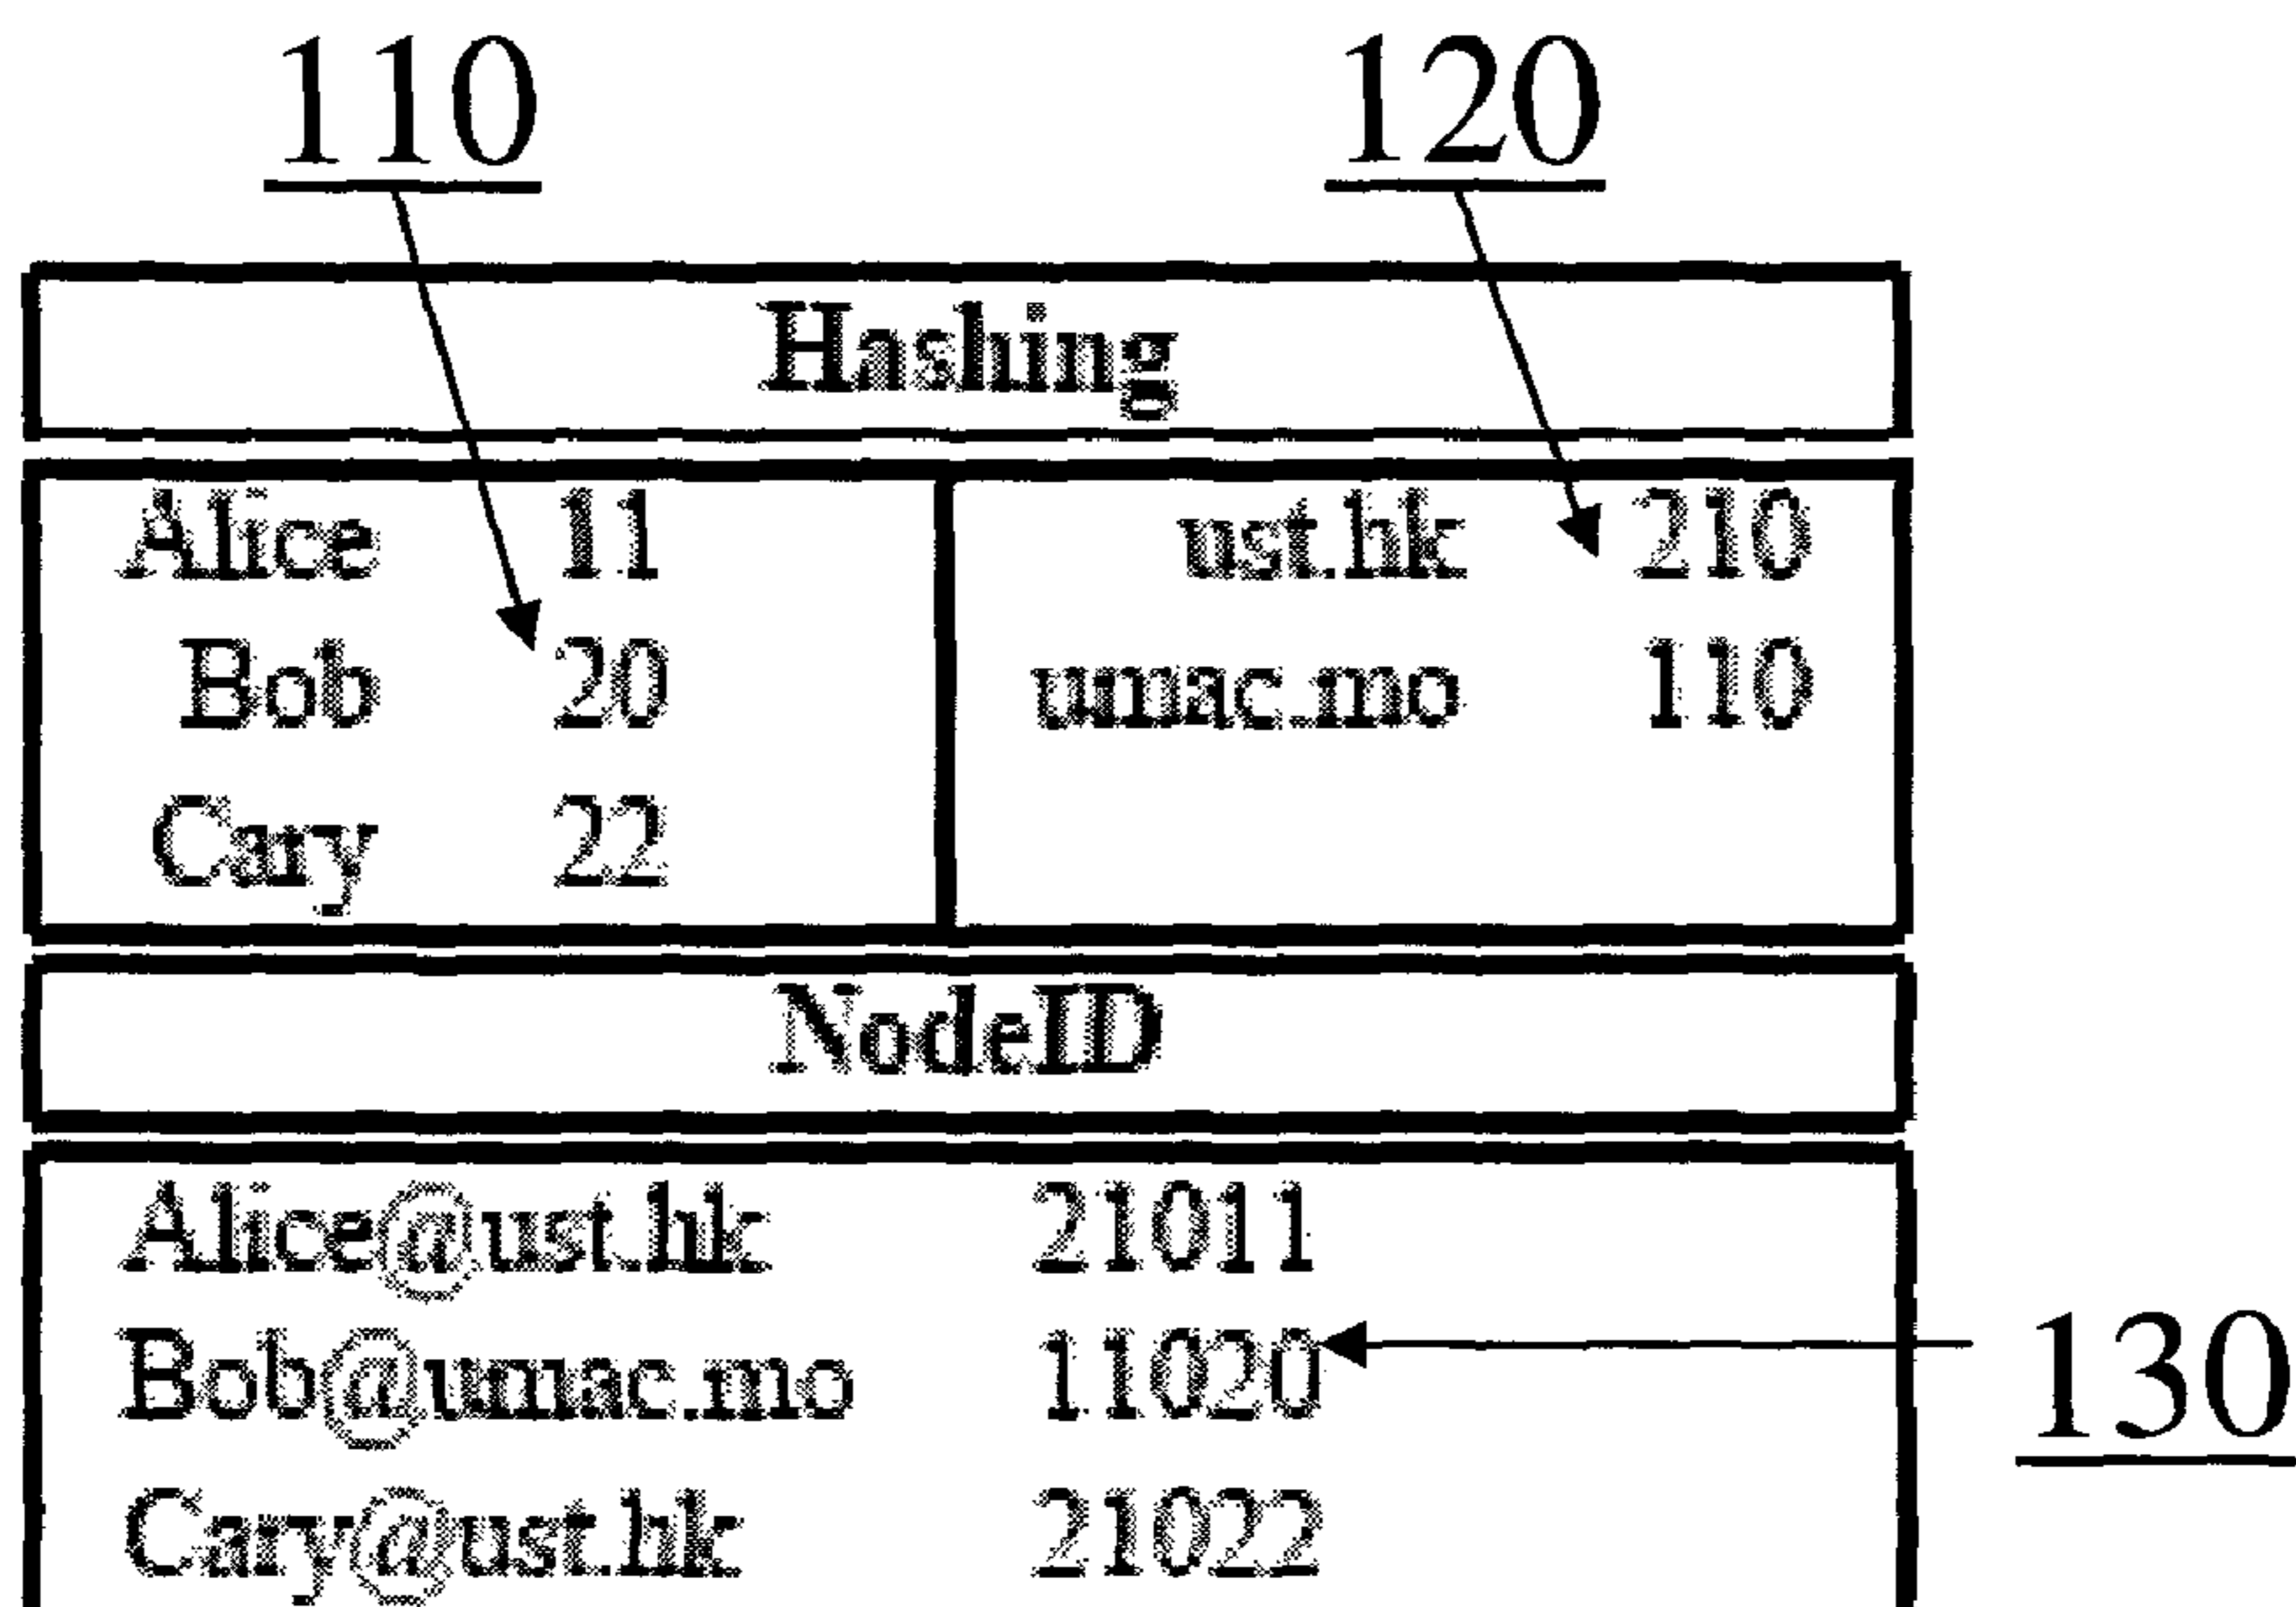 110 120
Hashing
Alice 11 ust.hk 210
Bob 20 umac.mo 110
Cary 22
NodeID
Alice@ust.hk 21011
Bob@umac.mo 11020
130
Cary@ust.hk 21022